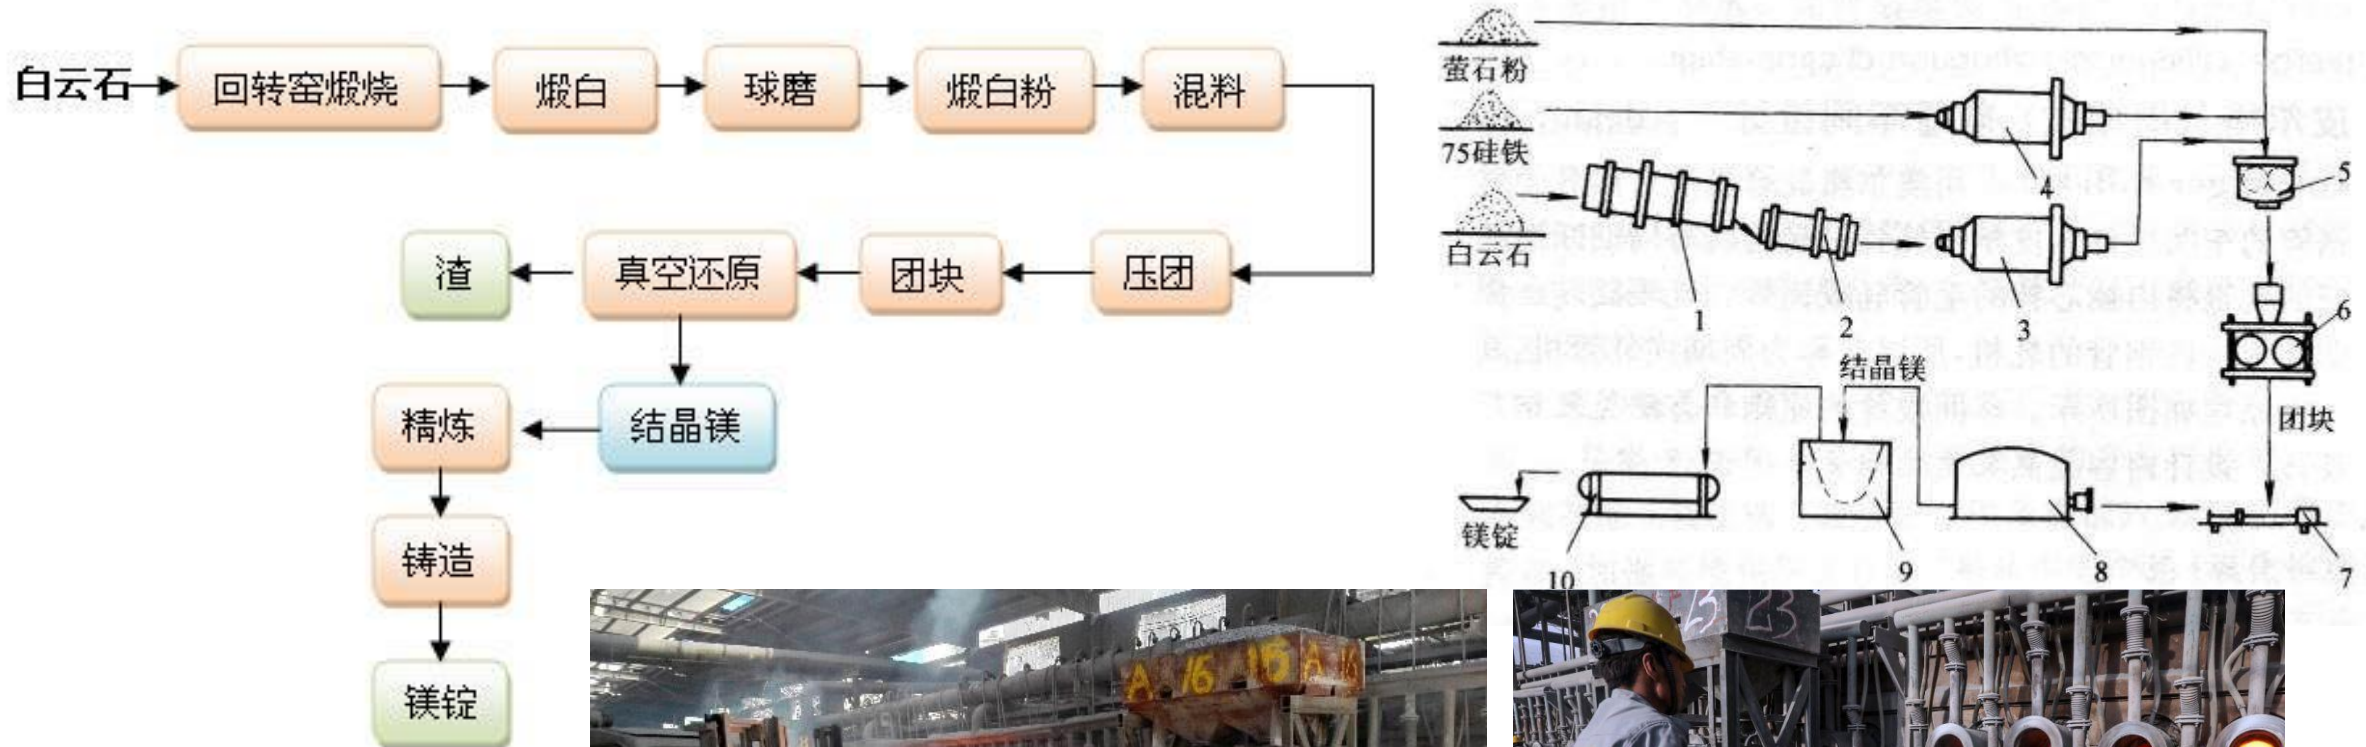 白云石
回转窑煅烧
煅白
球磨
煅白粉
混料
渣
真空还原
团块
压团
精炼
结晶镁
铸造
镁锭
萤石粉
75硅铁
白云石
1
2
3
4
5
6
结晶镁
团块
镁锭
10
9
8
7
A 16 15 A 16
23